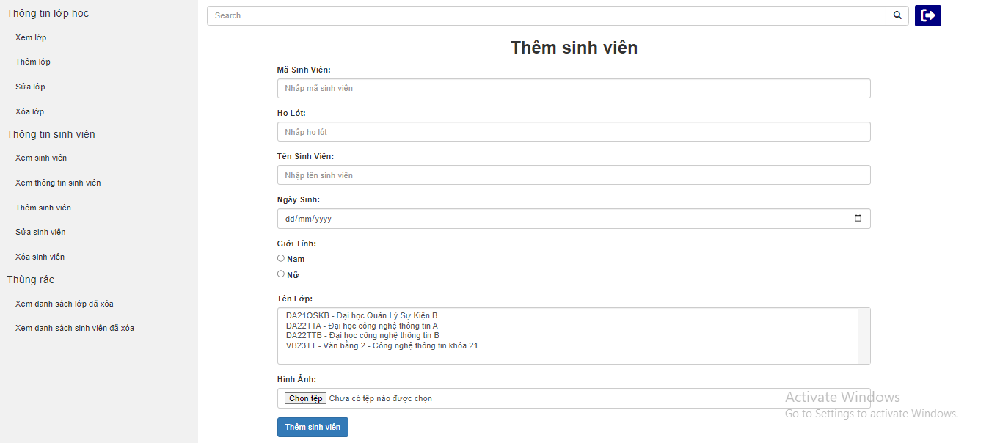 Thông tin lớp học
Xem lớp
Thêm lớp
Sửa lớp
Xóa lớp
Thông tin sinh viên
Xem sinh viên
Xem thông tin sinh viên
Thêm sinh viên
Sửa sinh viên
Xóa sinh viên
Thùng rác
Xem danh sách lớp đã xóa
Xem danh sách sinh viên đã xóa
Search...
Thêm sinh viên
Mã Sinh Viên:
Nhập mã sinh viên
Họ Lót:
Nhập họ lót
Tên Sinh Viên:
Nhập tên sinh viên
Ngày Sinh:
dd/mm/yyyy
Giới Tính:
Nam
Nữ
Tên Lớp:
DA21QSKB - Đại học Quản Lý Sự Kiện B
DA22TTA - Đại học công nghệ thông tin A
DA22TTB - Đại học công nghệ thông tin B
VB23TT - Văn bằng 2 - Công nghệ thông tin khóa 21
Hình Ảnh:
Chọn tệp Chưa có tệp nào được chọn
Thêm sinh viên
Activate Windows
Go to Settings to activate Windows.